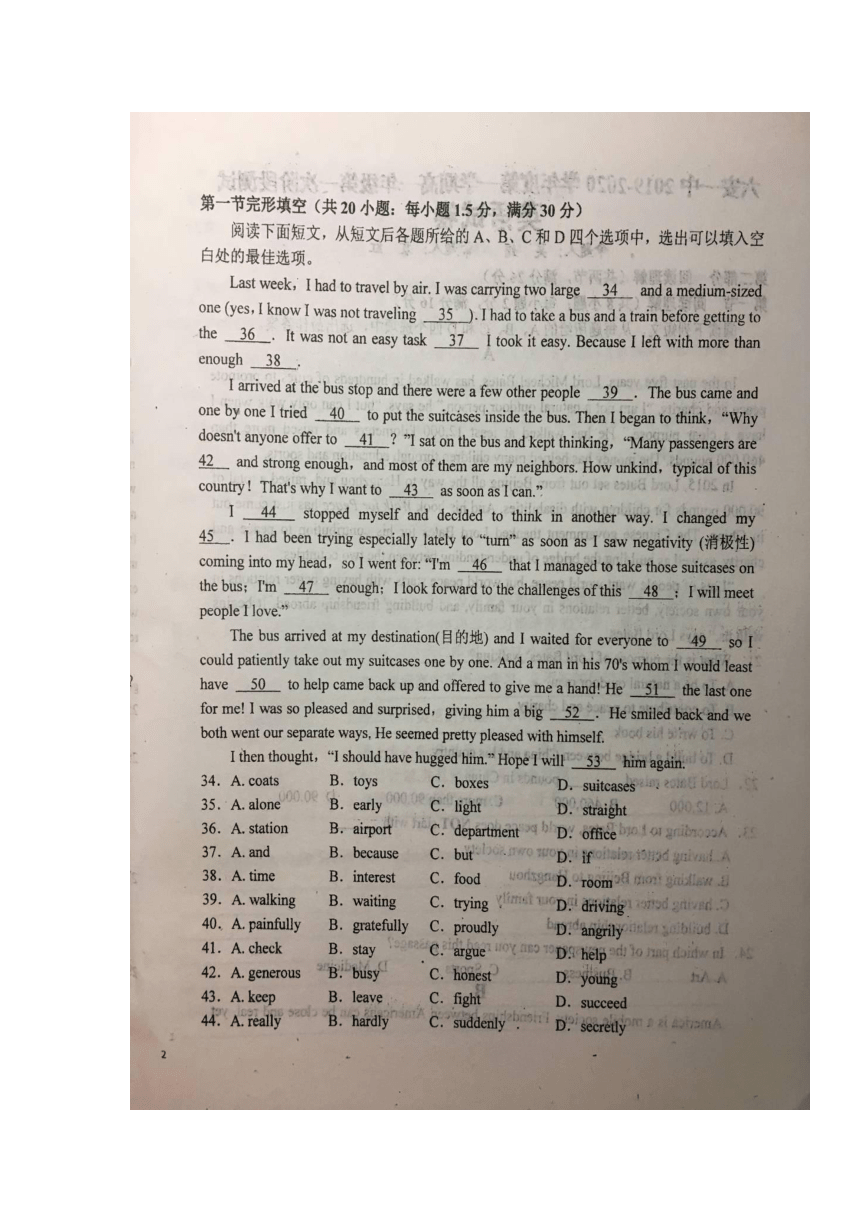 第一节完形填空（共 20 小题：每小题 1.5 分，满分 30 分）
阅读下面短文，从短文后各题所给的 A、B、C 和 D 四个选项中，选出可以填入空
白处的最佳选项。
Last week，I had to travel by air. I was carrying two large __34__ and a medium-sized
one (yes，I know I was not traveling __35__ ). I had to take a bus and a train before getting to
the __36__. It was not an easy task __37__ I took it easy. Because I left with more than
enough __38__.
I arrived at the bus stop and there were a few other people __39__. The bus came and
one by one I tried __40__ to put the suitcases inside the bus. Then I began to think，“Why
doesn't anyone offer to __41__？”I sat on the bus and kept thinking，“Many passengers are
42__ and strong enough，and most of them are my neighbors. How unkind，typical of this
country！That's why I want to __43__ as soon as I can.”
I __44__ stopped myself and decided to think in another way. I changed my
45__. I had been trying especially lately to “turn” as soon as I saw negativity (消极性)
coming into my head，so I went for: “I'm __46__ that I managed to take those suitcases on
the bus；I'm __47__ enough；I look forward to the challenges of this __48__；I will meet
people I love.”
The bus arrived at my destination(目的地) and I waited for everyone to __49__ so I
could patiently take out my suitcases one by one. And a man in his 70's whom I would least
have __50__ to help came back up and offered to give me a hand! He __51__ the last one
for me! I was so pleased and surprised，giving him a big __52__. He smiled back and we
both went our separate ways, He seemed pretty pleased with himself.
I then thought，“I should have hugged him.” Hope I will __53__ him again.
34．A. coats B．toys C．boxes D．suitcases
35．A. alone B．early C．light D．straight
36．A. station B．airport C．department D．office
37．A. and B．because C．but D．if
38．A. time B．interest C．food D．room
39．A. walking B．waiting C．trying D．driving
40．A. painfully B．gratefully C．proudly D．angrily
41．A. check B．stay C．argue D．help
42．A. generous B．busy C．honest D．young
43．A. keep B．leave C．fight D．succeed
44．A. really B．hardly C．suddenly D．secretly
2